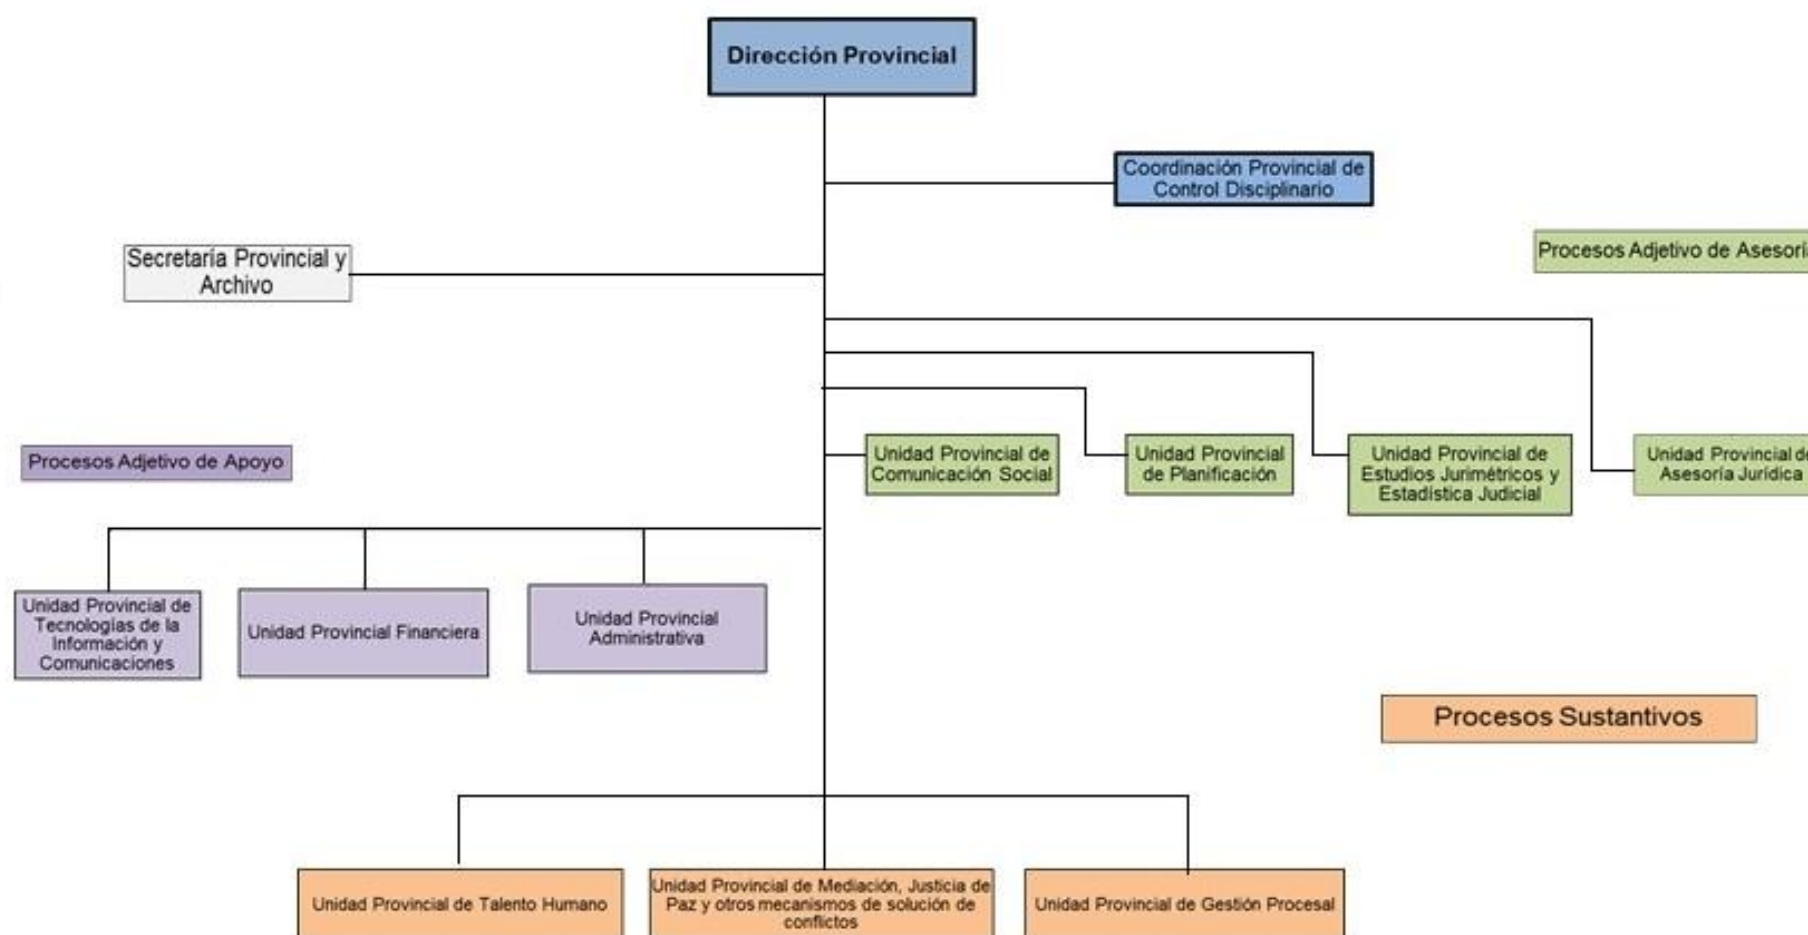 Dirección Provincial
Coordinación Provincial de
Control Disciplinario
Secretaría Provincial y
Archivo
Procesos Adjetivo de Asesoría
Procesos Adjetivo de Apoyo
Unidad Provincial de
Comunicación Social
Unidad Provincial
de Planificación
Unidad Provincial de
Estudios Jurimétricos y
Estadística Judicial
Unidad Provincial de
Asesoría Jurídica
Unidad Provincial de
Tecnologías de la
Información y
Comunicaciones
Unidad Provincial Financiera
Unidad Provincial
Administrativa
Procesos Sustantivos
Unidad Provincial de Talento Humano
Unidad Provincial de Mediación, Justicia de
Paz y otros mecanismos de solución de
conflictos
Unidad Provincial de Gestión Procesal